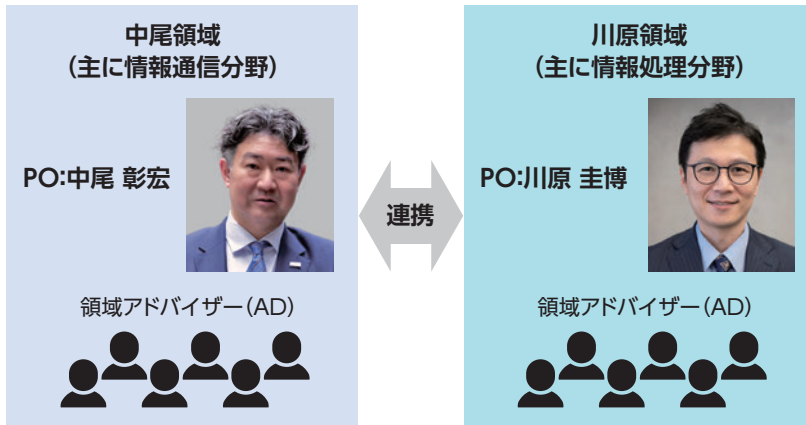 中尾領域
（主に情報通信分野）
PO:中尾 彰宏
領域アドバイザー（AD）
連携
川原領域
（主に情報処理分野）
PO:川原 圭博
領域アドバイザー（AD）